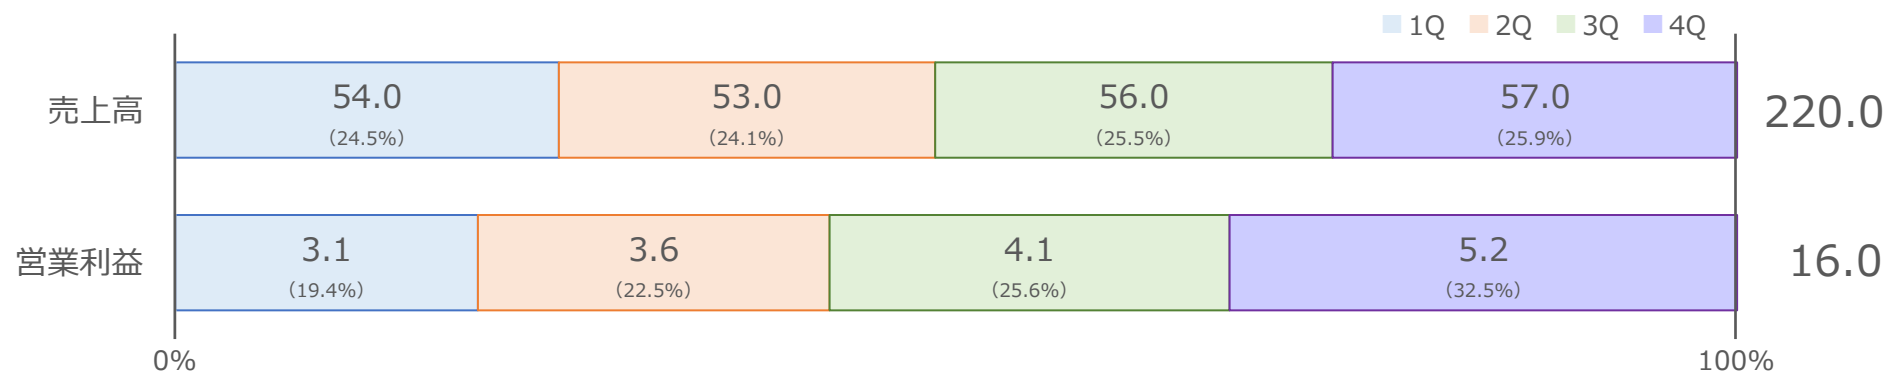 1Q 2Q 3Q 4Q
売上高 54.0 53.0 56.0 57.0 220.0
(24.5%) (24.1%) (25.5%) (25.9%)
営業利益 3.1 3.6 4.1 5.2 16.0
(19.4%) (22.5%) (25.6%) (32.5%)
0% 100%